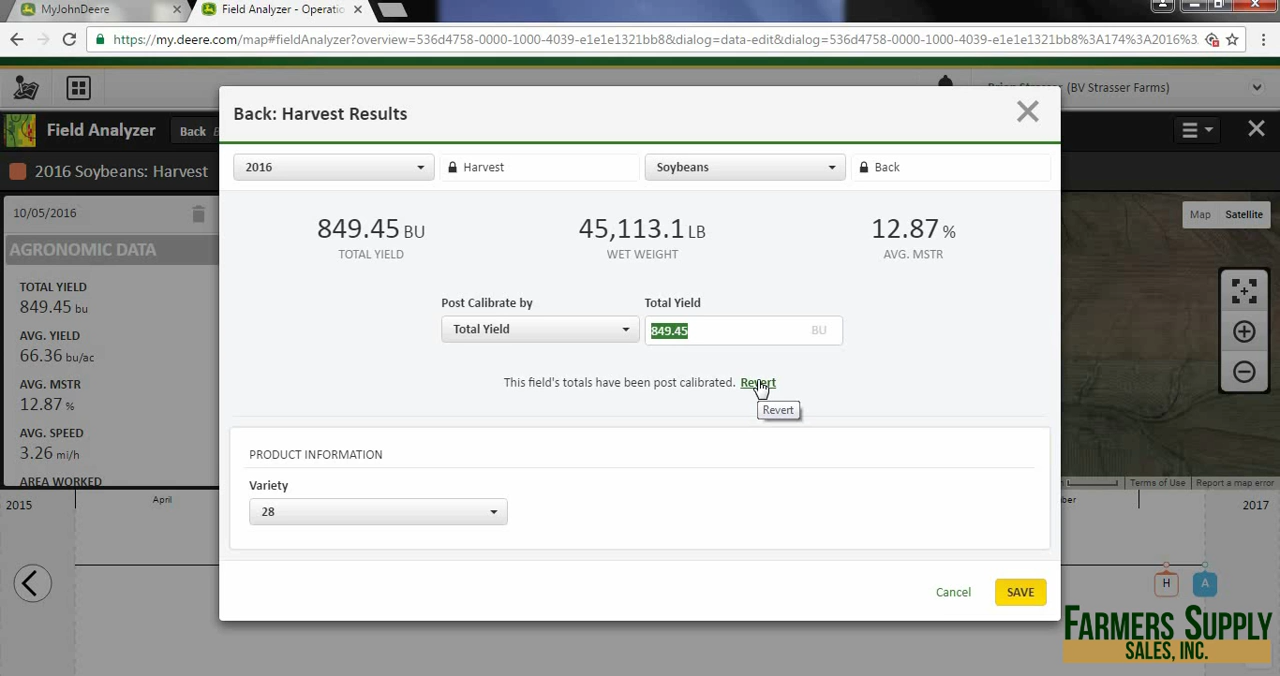 MyJohnDeere
Field Analyzer - Operatio
https://my.deere.com/map#fieldAnalyzer?overview=536d4758-0000-1000-4039-e1e1e1321bb8&dialog=data-edit&dialog=536d4758-0000-1000-4039-e1e1e1321bb8%3A174%3A2016%3.
(BV Strasser Farms)
Field Analyzer
Back
2016 Soybeans: Harvest
10/05/2016
AGRONOMIC DATA
TOTAL YIELD
849.45 bu
AVG. YIELD
66.36 bu/ac
AVG. MSTR
12.87 %
AVG. SPEED
3.26 mi/h
AREA WORKED
Back: Harvest Results
2016
Harvest
Soybeans
Back
849.45 BU
TOTAL YIELD
45,113.1 LB
WET WEIGHT
12.87 %
AVG. MSTR
Post Calibrate by
Total Yield
Total Yield
849.45
BU
This field's totals have been post calibrated. Revert
Revert
PRODUCT INFORMATION
Variety
28
Cancel
SAVE
Map
Satellite
Terms of Use
Report a map error
2015
April
ber
2017
H
A
FARMERS SUPPLY
SALES, INC.